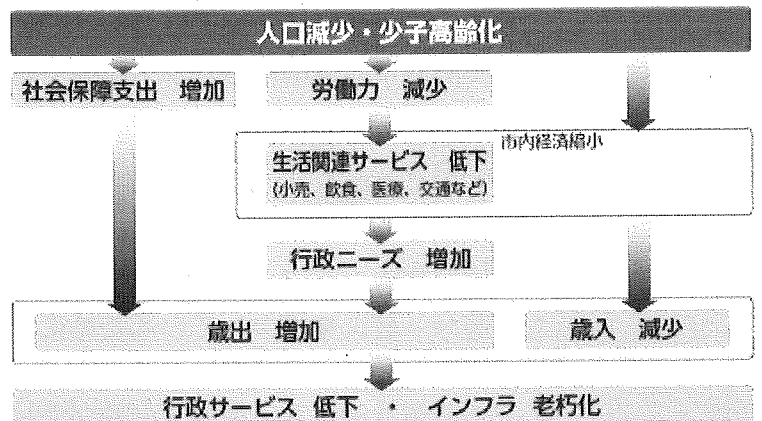 人口減少・少子高齢化
社会保障支出 増加
労働力 減少
市内経済縮小
生活関連サービス 低下
(小売、飲食、医療、交通など)
行政ニーズ 増加
歳出 増加
歳入 減少
行政サービス 低下 ・ インフラ 老朽化